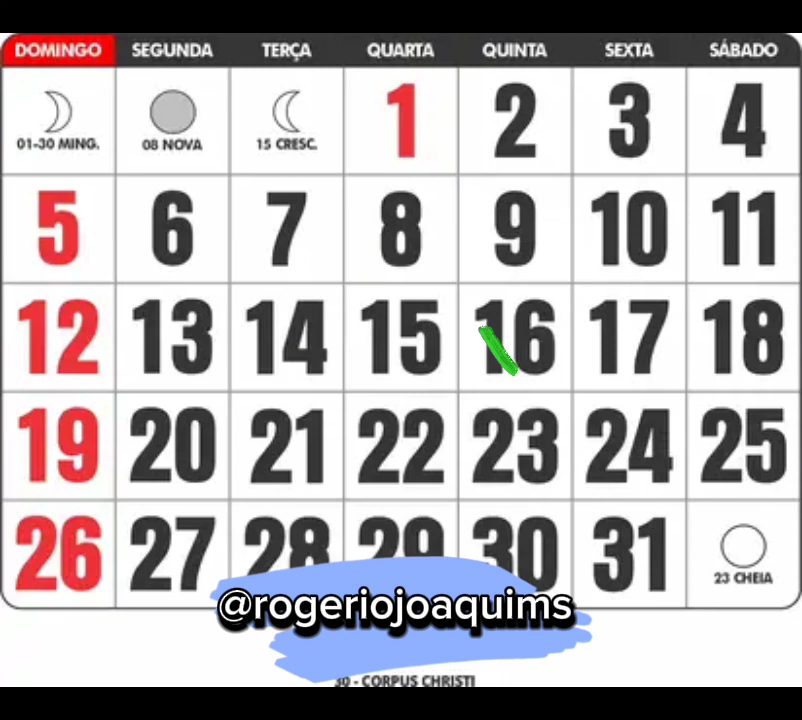 DOMINGO SEGUNDA TERÇA QUARTA QUINTA SEXTA SÁBADO
01-30 MING. 08 NOVA 15 CRESC. 1 2 3 4
5 6 7 8 9 10 11
12 13 14 15 16 17 18
19 20 21 22 23 24 25
26 27 28 29 30 31 23 CHEIA
@rogeriojoaquims
30 - CORPUS CHRISTI